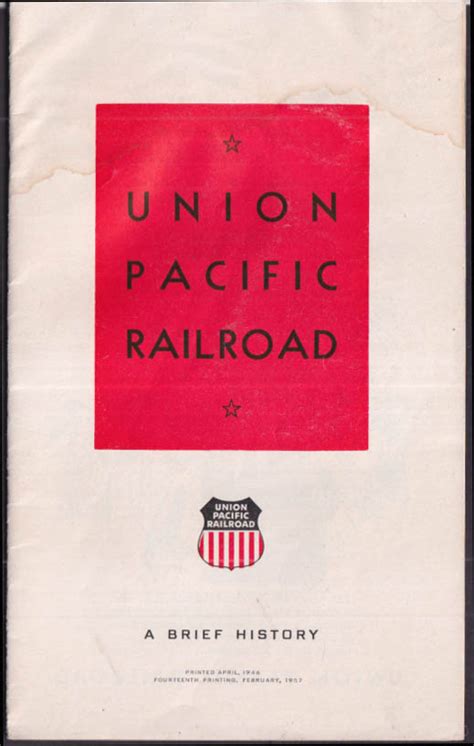 ☆
UNION
PACIFIC
RAILROAD
☆
UNION
PACIFIC
RAILROAD
A BRIEF HISTORY
PRINTED APRIL, 1946
FOURTEENTH PRINTING, FEBRUARY, 1957